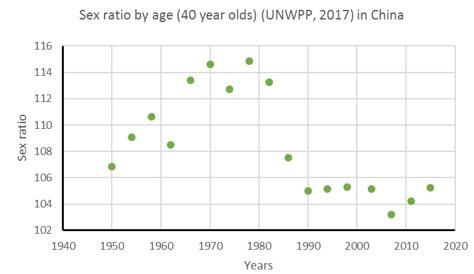 Sex ratio by age (40 year olds) (UNWPP, 2017) in China
116
114
112
110
108
106
104
102
Sex ratio
1940 1950 1960 1970 1980 1990 2000 2010 2020
Years